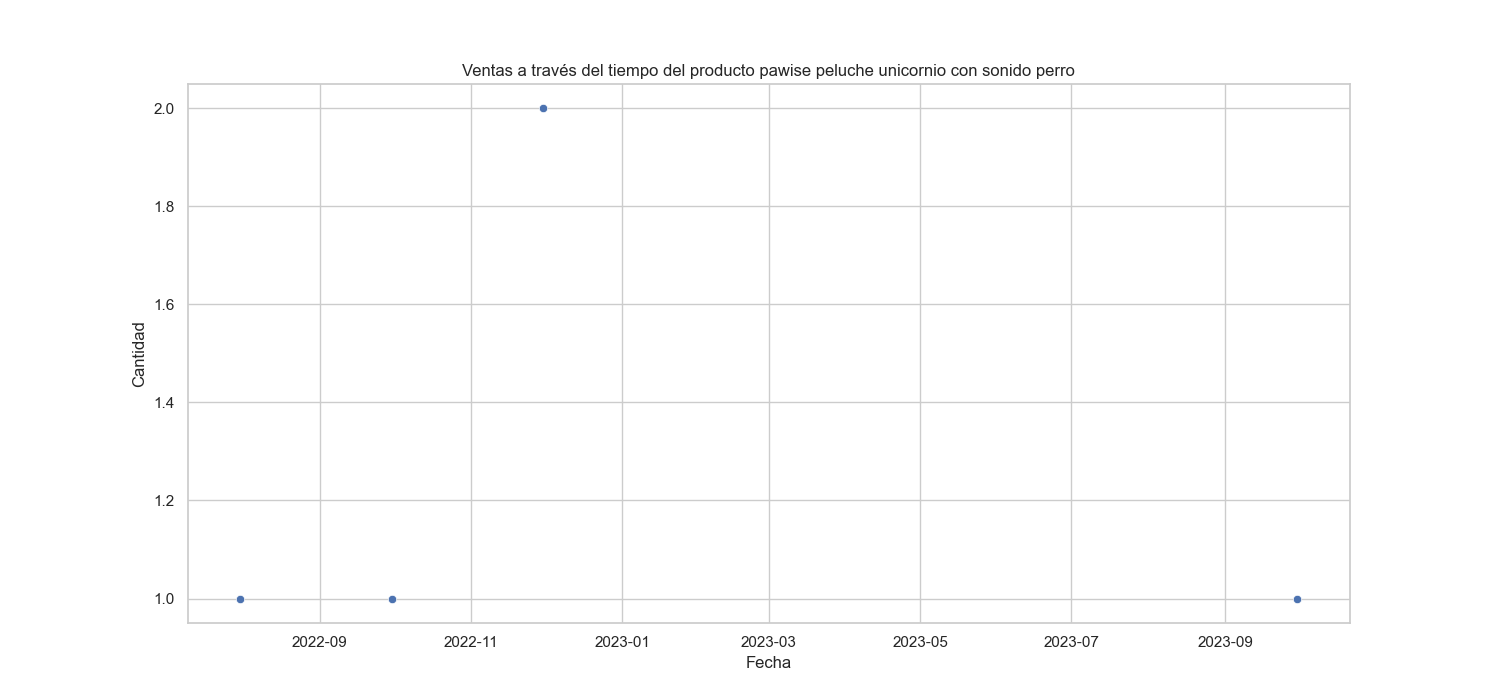 Ventas a través del tiempo del producto pawise peluche unicornio con sonido perro
2.0
1.8
1.6
1.4
1.2
1.0
Cantidad
2022-09 2022-11 2023-01 2023-03 2023-05 2023-07 2023-09
Fecha